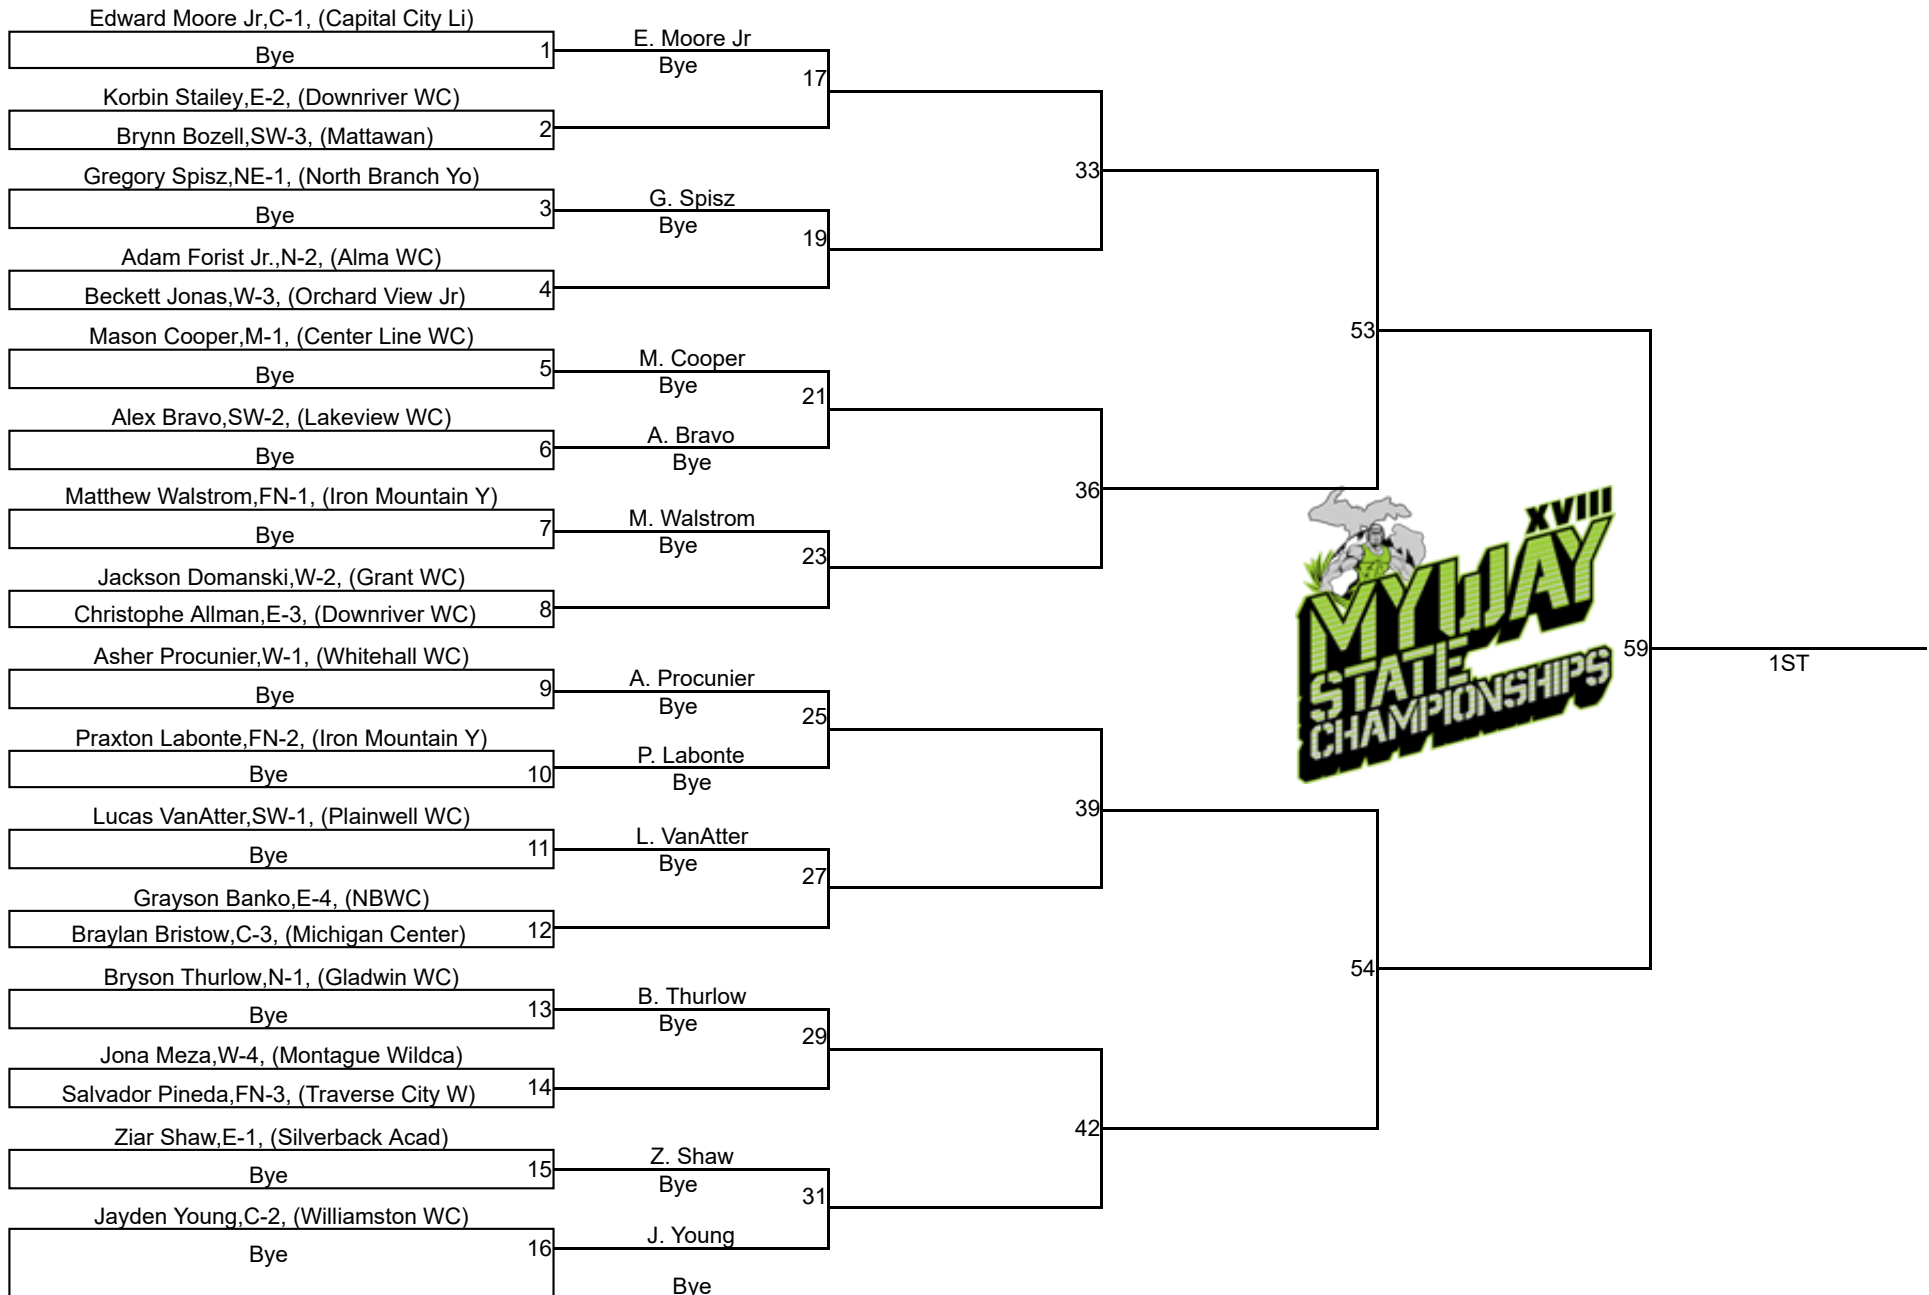 Edward Moore Jr,C-1, (Capital City Li)
Bye 1
Korbin Stailey,E-2, (Downriver WC)
Brynn Bozell,SW-3, (Mattawan) 2
Gregory Spisz,NE-1, (North Branch Yo)
Bye 3
Adam Forist Jr.,N-2, (Alma WC)
Beckett Jonas,W-3, (Orchard View Jr) 4
Mason Cooper,M-1, (Center Line WC)
Bye 5
Alex Bravo,SW-2, (Lakeview WC)
Bye 6
Matthew Walstrom,FN-1, (Iron Mountain Y)
Bye 7
Jackson Domanski,W-2, (Grant WC)
Christophe Allman,E-3, (Downriver WC) 8
Asher Procunier,W-1, (Whitehall WC)
Bye 9
Praxton Labonte,FN-2, (Iron Mountain Y)
Bye 10
Lucas VanAtter,SW-1, (Plainwell WC)
Bye 11
Grayson Banko,E-4, (NBWC)
Braylan Bristow,C-3, (Michigan Center) 12
Bryson Thurlow,N-1, (Gladwin WC)
Bye 13
Jona Meza,W-4, (Montague Wildca)
Salvador Pineda,FN-3, (Traverse City W) 14
Ziar Shaw,E-1, (Silverback Acad)
Bye 15
Jayden Young,C-2, (Williamston WC)
Bye 16
E. Moore Jr
Bye
17
G. Spisz
Bye
19
M. Cooper
Bye
21
A. Bravo
Bye
M. Walstrom
Bye
23
A. Procunier
Bye
25
P. Labonte
Bye
L. VanAtter
Bye
27
B. Thurlow
Bye
29
Z. Shaw
Bye
31
J. Young
Bye
33
36
39
42
53
54
XVIII
MYWAY
STATE
CHAMPIONSHIPS
59
1ST